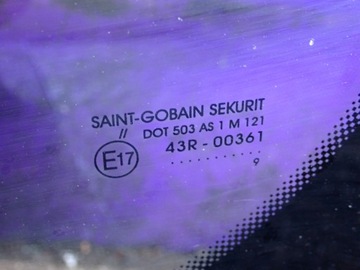 SAINT-GOBAIN SEKURIT
// DOT 503 AS 1 M 121
E17 43R - 00361
. . . . . . . . . .
9